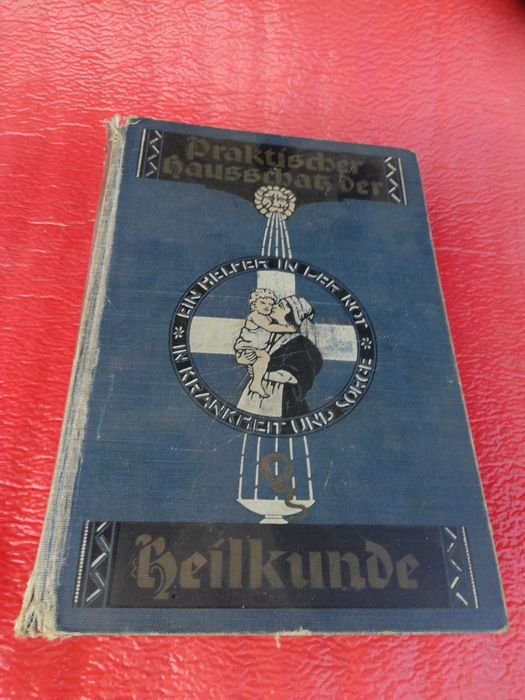 Praktischer
Hausschatz der
* EIN HELFER IN DER NOT *
IN KRANKHEIT UND SORGE
Heilkunde